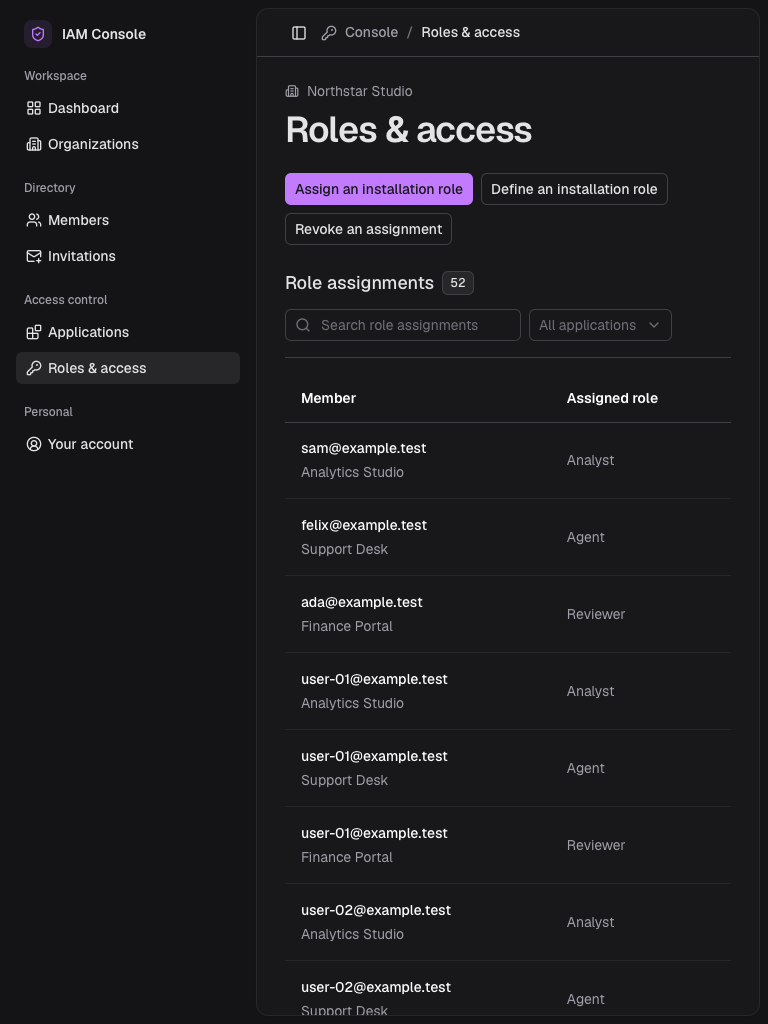 IAM Console
Workspace
Dashboard
Organizations
Directory
Members
Invitations
Access control
Applications
Roles & access
Personal
Your account
Console / Roles & access
Northstar Studio
Roles & access
Assign an installation role
Define an installation role
Revoke an assignment
Role assignments 52
Search role assignments
All applications
Member Assigned role
sam@example.test
Analytics Studio
Analyst
felix@example.test
Support Desk
Agent
ada@example.test
Finance Portal
Reviewer
user-01@example.test
Analytics Studio
Analyst
user-01@example.test
Support Desk
Agent
user-01@example.test
Finance Portal
Reviewer
user-02@example.test
Analytics Studio
Analyst
user-02@example.test
Support Desk
Agent